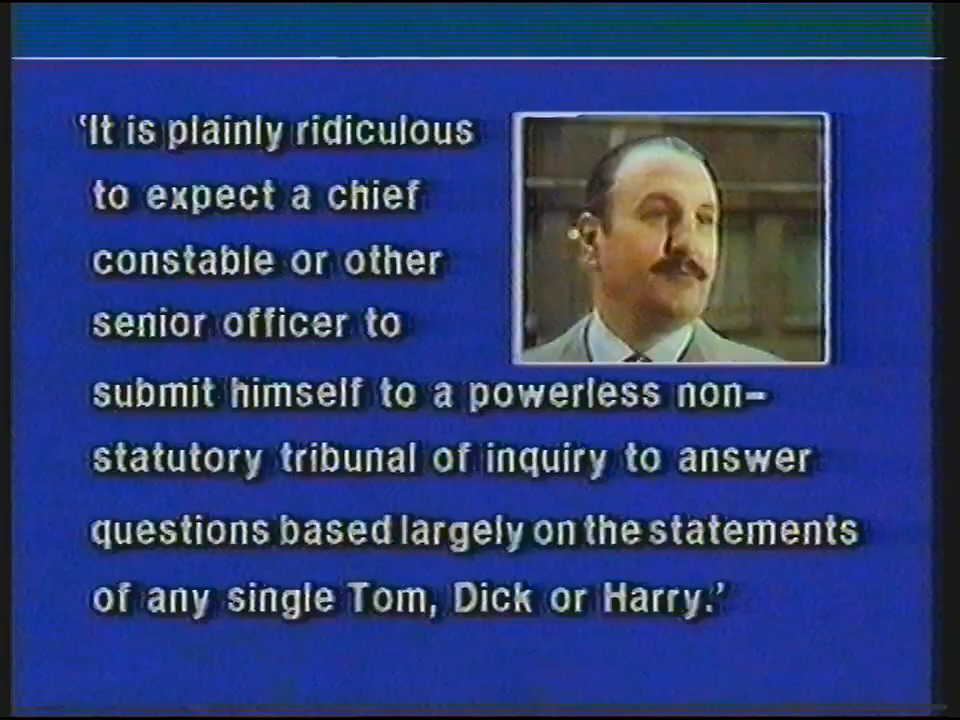 ‘It is plainly ridiculous
to expect a chief
constable or other
senior officer to
submit himself to a powerless non–
statutory tribunal of inquiry to answer
questions based largely on the statements
of any single Tom, Dick or Harry.’